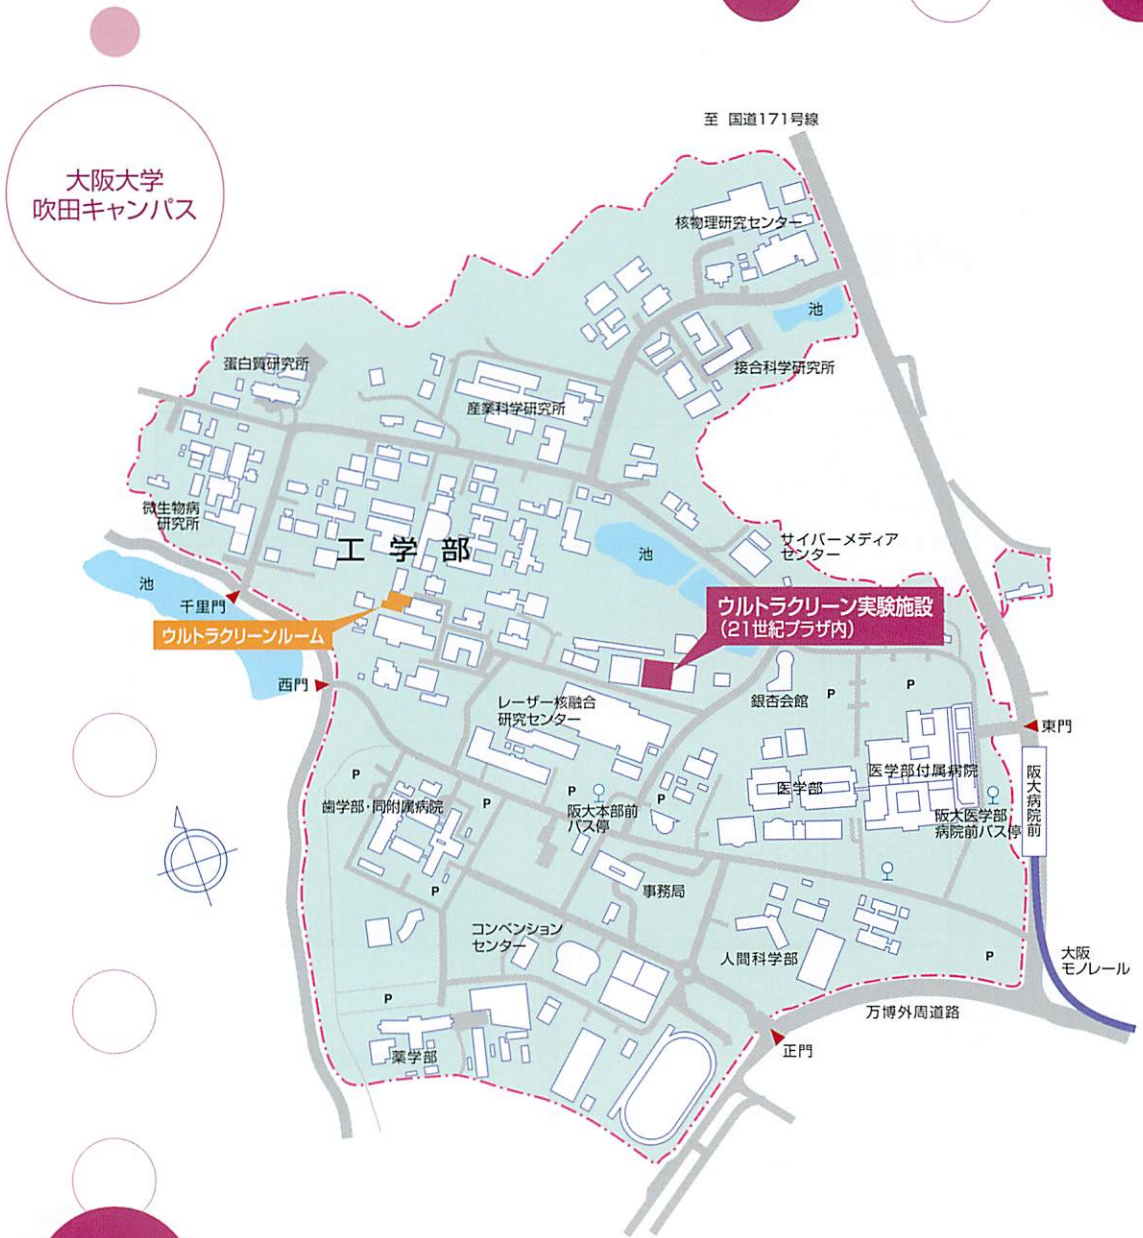 大阪大学
吹田キャンパス
至 国道171号線
核物理研究センター
池
接合科学研究所
蛋白質研究所
産業科学研究所
微生物病
研究所
工学部
池
サイバーメディア
センター
池
千里門
ウルトラクリーンルーム
ウルトラクリーン実験施設
(21世紀プラザ内)
西門
レーザー核融合
研究センター
銀杏会館
P
P
東門
P
歯学部・同附属病院
P
P
阪大本部前
バス停
P
医学部
医学部付属病院
阪大医学部
病院前バス停
阪大病院前
P
事務局
コンベンション
センター
人間科学部
P
大阪
モノレール
P
万博外周道路
薬学部
正門